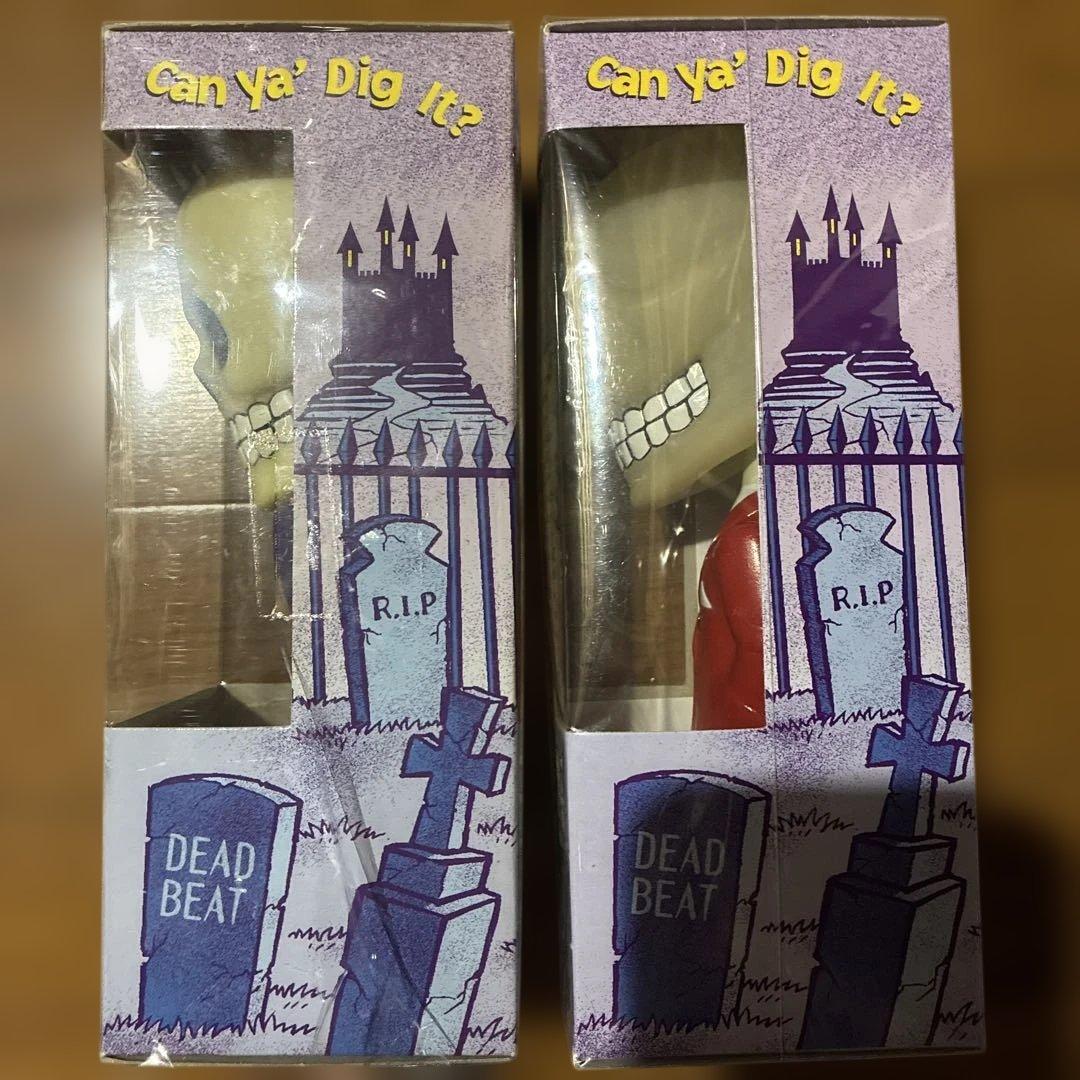 Can Ya' Dig It?
R.I.P
DEAD
BEAT
Can Ya' Dig It?
R.I.P
DEAD
BEAT